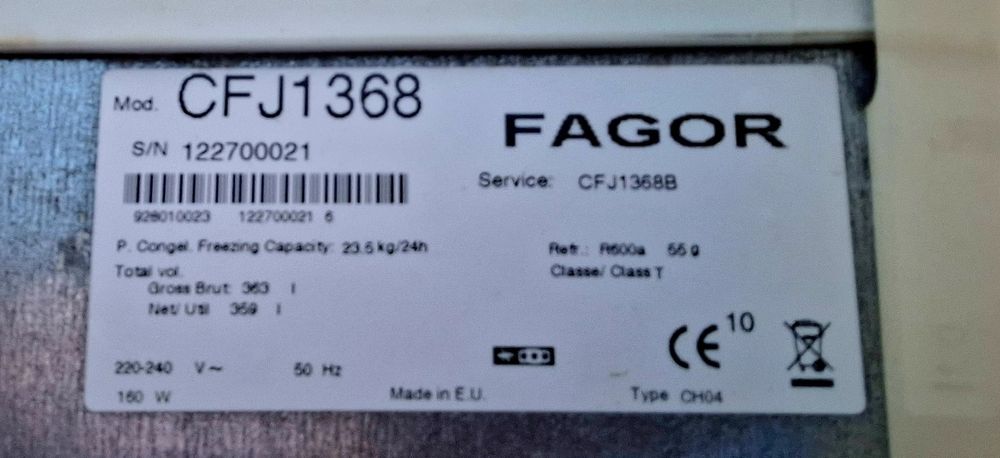 Mod. CFJ1368
FAGOR
S/N 122700021
Service: CFJ1368B
928010023 122700021 6
P. Congel. Freezing Capacity: 23.5 kg/24h
Refr.: R600a 55 g
Total vol.
Classe/ Class T
Gross Brut: 363 l
Net/ Util 359 l
CE 10
220-240 V~ 50 Hz
160 W
Made in E.U.
Type CH04